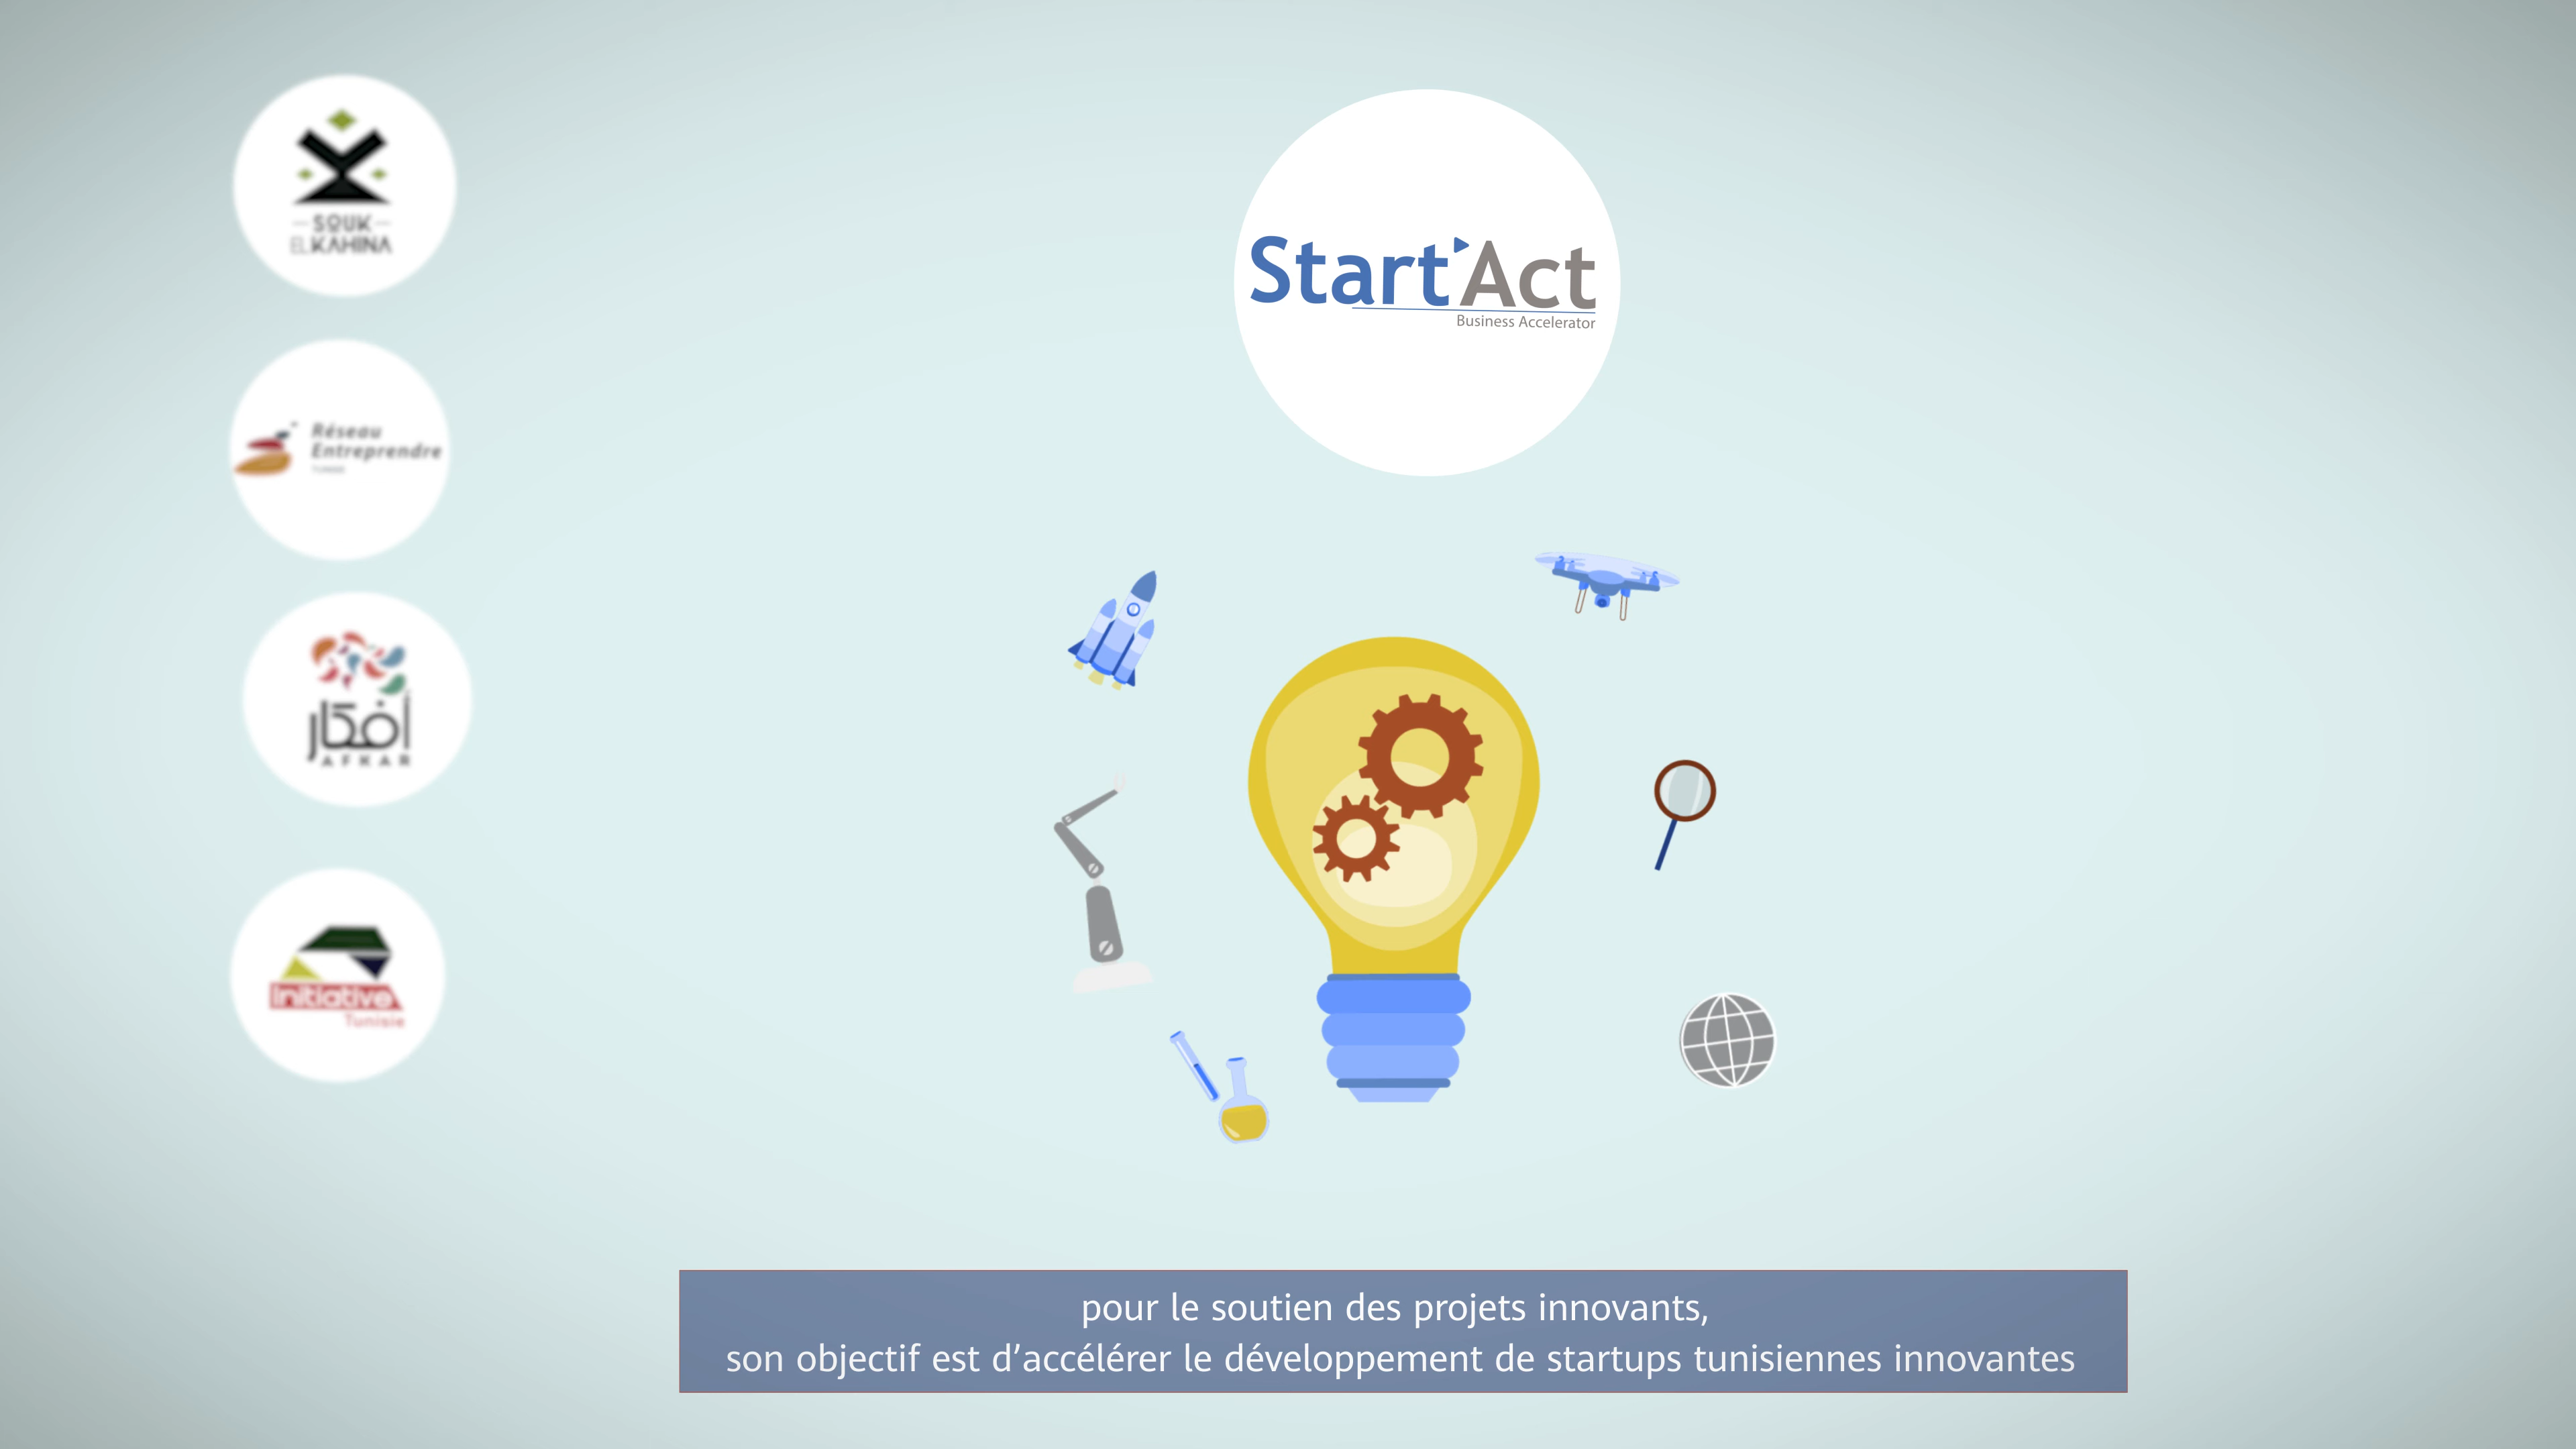 SOUK
EL KAHINA
Réseau
Entreprendre
أفكار
AFKAR
Initiative
Tunisie
Start'Act
Business Accelerator
pour le soutien des projets innovants,
son objectif est d’accélérer le développement de startups tunisiennes innovantes